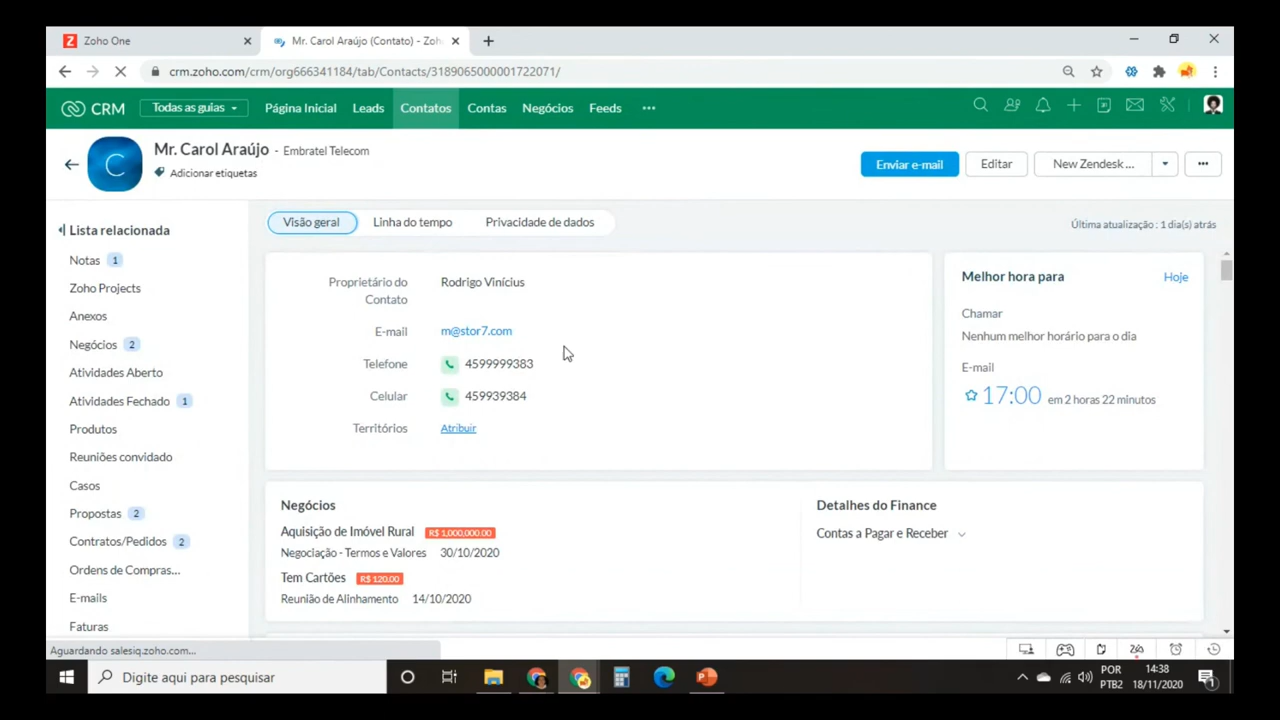 Zoho One
Mr. Carol Araújo (Contato) - Zoh
crm.zoho.com/crm/org666341184/tab/Contacts/3189065000001722071/
CRM
Todas as guias
Página Inicial
Leads
Contatos
Contas
Negócios
Feeds
C
Mr. Carol Araújo - Embratel Telecom
Adicionar etiquetas
Enviar e-mail
Editar
New Zendesk ...
Lista relacionada
Notas 1
Zoho Projects
Anexos
Negócios 2
Atividades Aberto
Atividades Fechado 1
Produtos
Reuniões convidado
Casos
Propostas 2
Contratos/Pedidos 2
Ordens de Compras...
E-mails
Faturas
Visão geral
Linha do tempo
Privacidade de dados
Última atualização : 1 dia(s) atrás
Proprietário do Contato
Rodrigo Vinícius
E-mail
m@stor7.com
Telefone
4599999383
Celular
459939384
Territórios
Atribuir
Melhor hora para
Hoje
Chamar
Nenhum melhor horário para o dia
E-mail
17:00 em 2 horas 22 minutos
Negócios
Aquisição de Imóvel Rural R$ 1,000,000.00
Negociação - Termos e Valores 30/10/2020
Tem Cartões R$ 120.00
Reunião de Alinhamento 14/10/2020
Detalhes do Finance
Contas a Pagar e Receber
Aguardando salesiq.zoho.com...
Digite aqui para pesquisar
POR
PTB2
14:38
18/11/2020
1